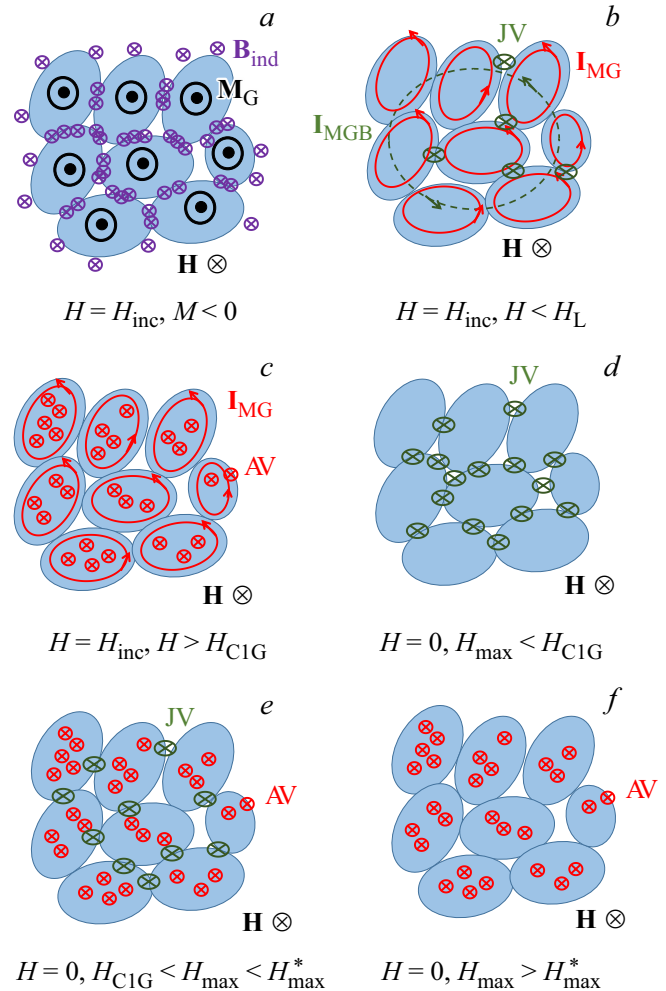 a
B_ind
M_G
H ⊗
H = H_inc, M < 0
b
JV
I_MG
I_MGB
H ⊗
H = H_inc, H < H_L
c
I_MG
AV
H ⊗
H = H_inc, H > H_C1G
d
JV
H ⊗
H = 0, H_max < H_C1G
e
JV
AV
H ⊗
H = 0, H_C1G < H_max < H*_max
f
AV
H ⊗
H = 0, H_max > H*_max